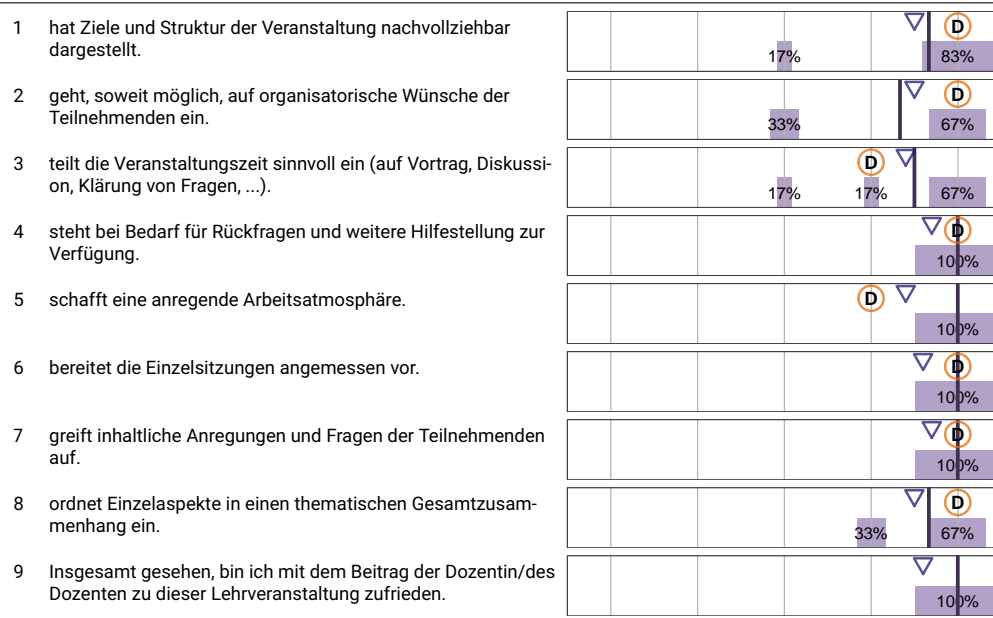 1 hat Ziele und Struktur der Veranstaltung nachvollziehbar
dargestellt.
D
17% 83%
2 geht, soweit möglich, auf organisatorische Wünsche der
Teilnehmenden ein.
D
33% 67%
3 teilt die Veranstaltungszeit sinnvoll ein (auf Vortrag, Diskussi-
on, Klärung von Fragen, ...).
D
17% 17% 67%
4 steht bei Bedarf für Rückfragen und weitere Hilfestellung zur
Verfügung.
D
100%
5 schafft eine anregende Arbeitsatmosphäre.
D
100%
6 bereitet die Einzelsitzungen angemessen vor.
D
100%
7 greift inhaltliche Anregungen und Fragen der Teilnehmenden
auf.
D
100%
8 ordnet Einzelaspekte in einen thematischen Gesamtzusam-
menhang ein.
D
33% 67%
9 Insgesamt gesehen, bin ich mit dem Beitrag der Dozentin/des
Dozenten zu dieser Lehrveranstaltung zufrieden.
100%